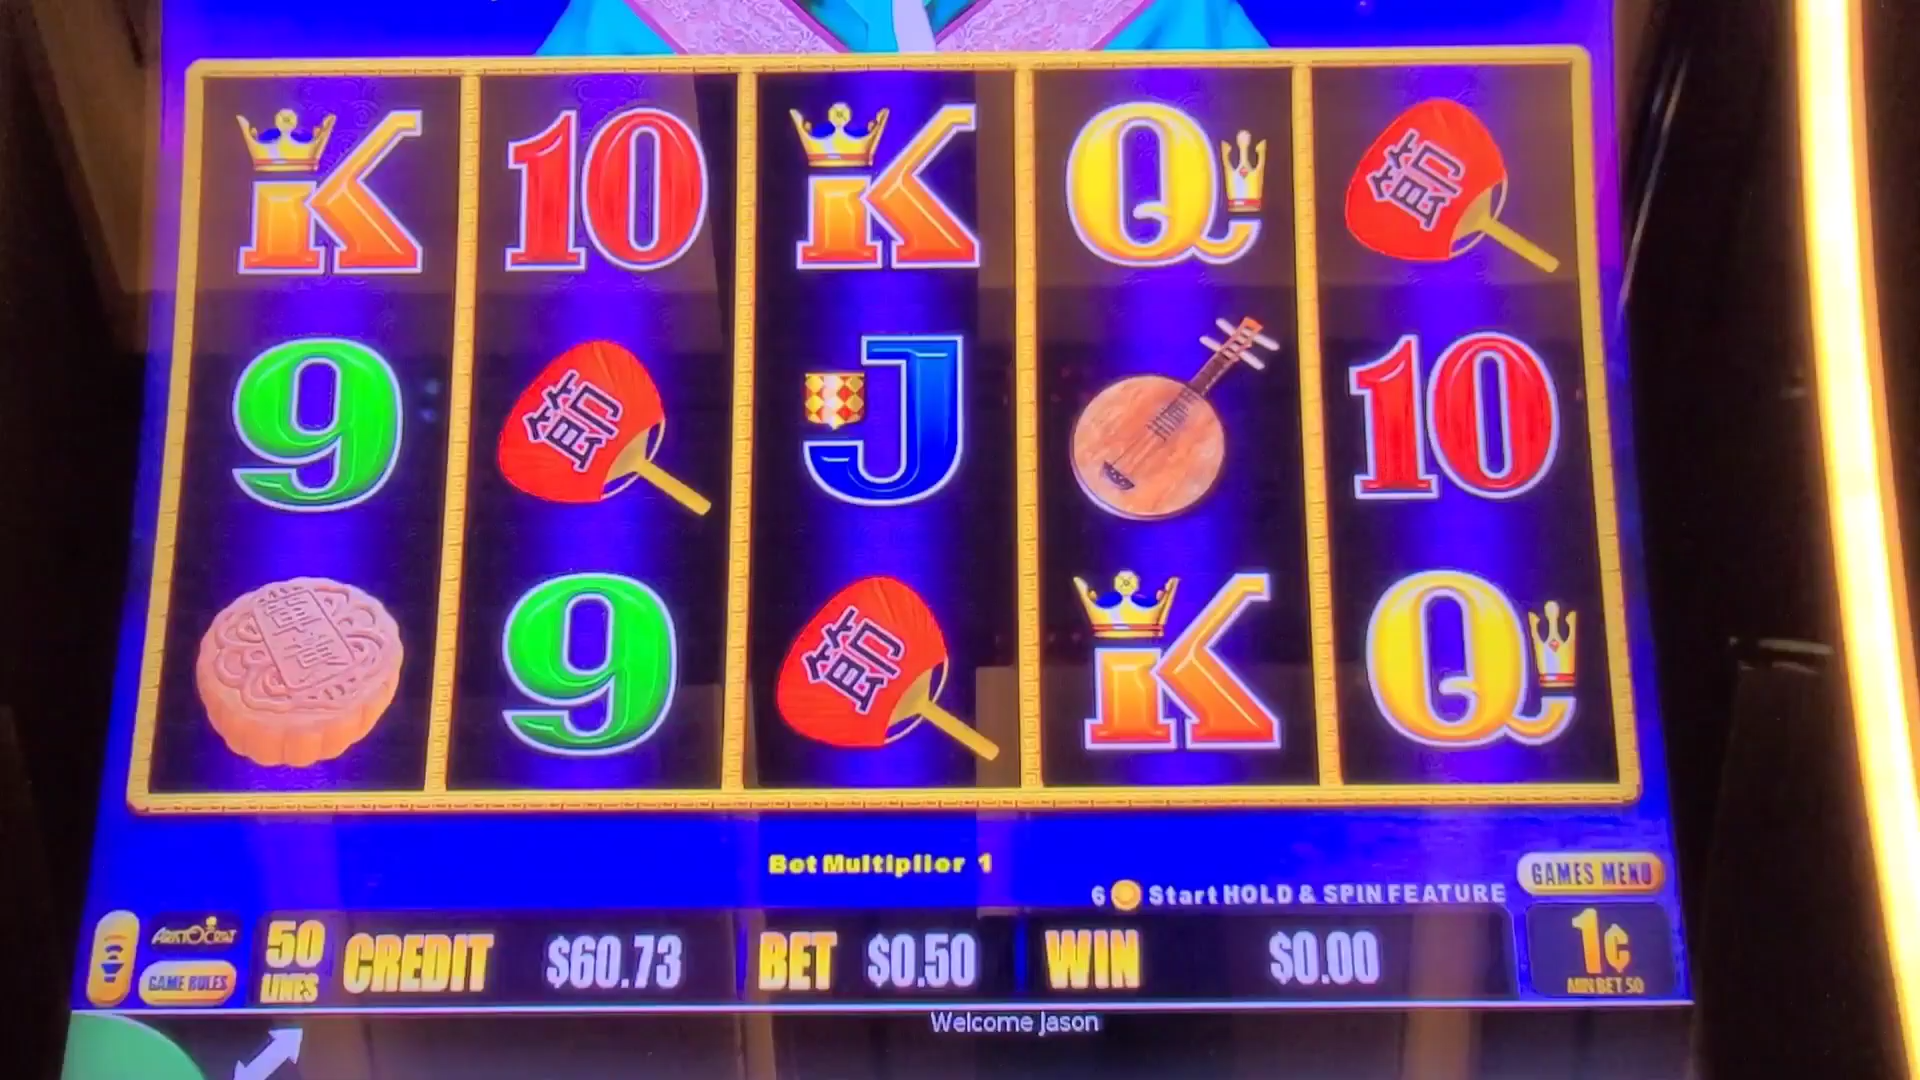 K 10 K Q
9 J 10
9 K Q
Bet Multiplier 1
GAMES MENU
6 Start HOLD & SPIN FEATURE
ARISTOCRAT
GAME RULES
50 LINES
CREDIT $60.73
BET $0.50
WIN $0.00
1¢
MIN BET 50
Welcome Jason